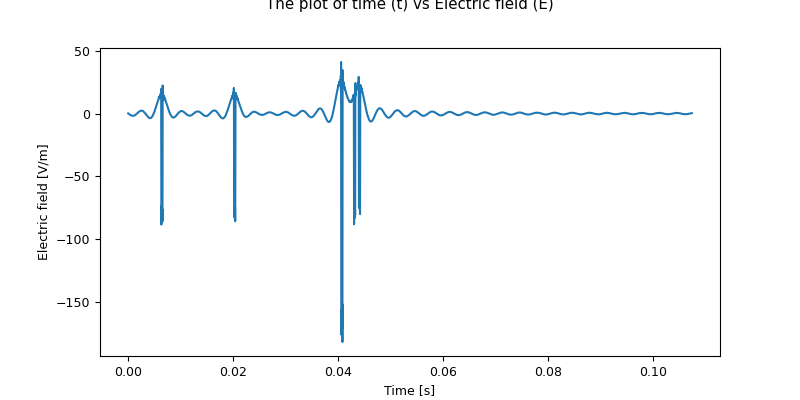 The plot of time (t) vs Electric field (E)
50
0
−50
−100
−150
Electric field [V/m]
0.00 0.02 0.04 0.06 0.08 0.10
Time [s]